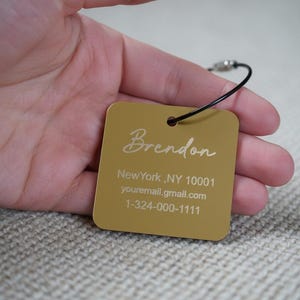 Brendon
NewYork ,NY 10001
youremail.gmail.com
1-324-000-1111